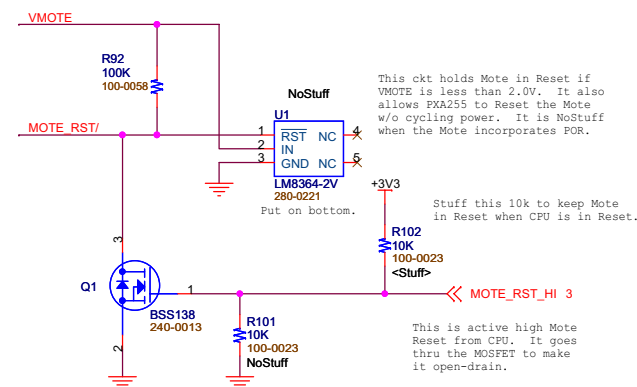 VMOTE
R92
100K
100-0058
NoStuff
This ckt holds Mote in Reset if
VMOTE is less than 2.0V. It also
allows PXA255 to Reset the Mote
w/o cycling power. It is NoStuff
when the Mote incorporates POR.
U1
MOTE_RST/
1 RST NC 4
2 IN
3 GND NC 5
LM8364-2V
280-0221
Put on bottom.
+3V3
Stuff this 10k to keep Mote
in Reset when CPU is in Reset.
R102
10K
100-0023
<Stuff>
3
Q1
1
MOTE_RST_HI 3
BSS138
240-0013
2
R101
10K
100-0023
NoStuff
This is active high Mote
Reset from CPU. It goes
thru the MOSFET to make
it open-drain.